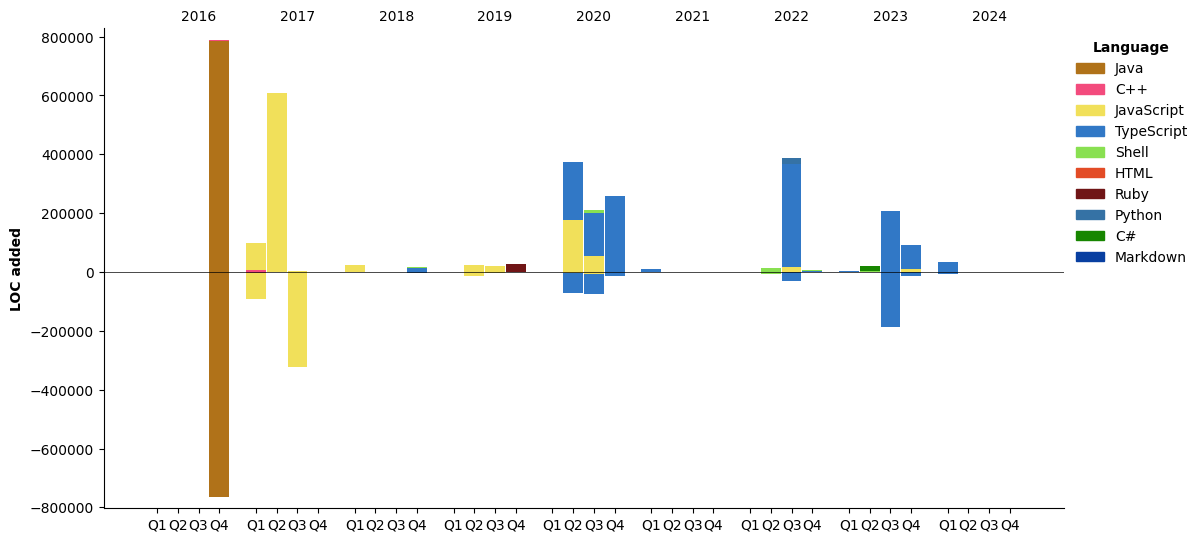 2016 2017 2018 2019 2020 2021 2022 2023 2024
800000
600000
400000
200000
0
−200000
−400000
−600000
−800000
LOC added
Q1 Q2 Q3 Q4 Q1 Q2 Q3 Q4 Q1 Q2 Q3 Q4 Q1 Q2 Q3 Q4 Q1 Q2 Q3 Q4 Q1 Q2 Q3 Q4 Q1 Q2 Q3 Q4 Q1 Q2 Q3 Q4 Q1 Q2 Q3 Q4
Language
Java
C++
JavaScript
TypeScript
Shell
HTML
Ruby
Python
C#
Markdown